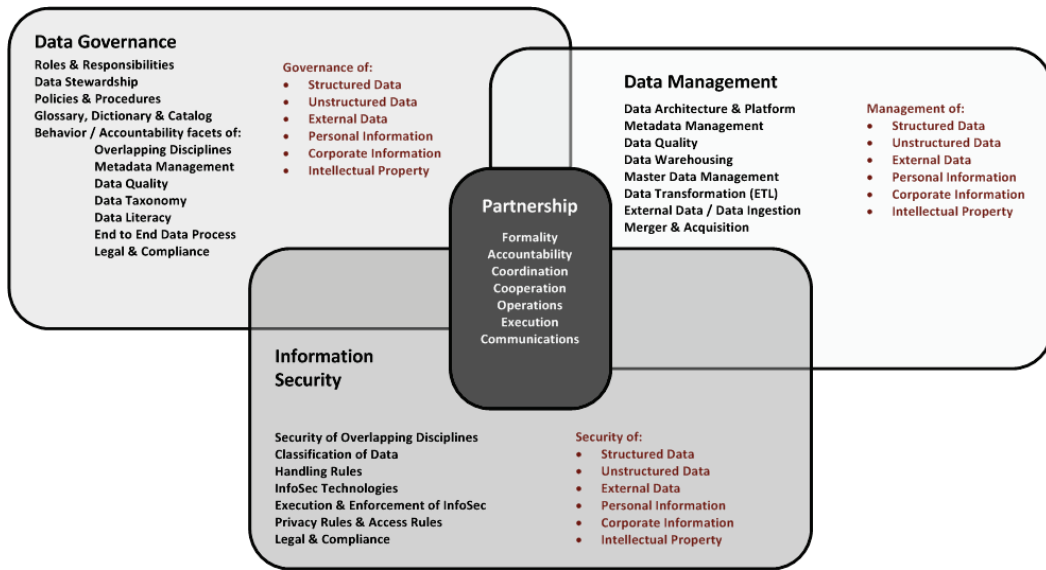 Data Governance
Roles & Responsibilities
Data Stewardship
Policies & Procedures
Glossary, Dictionary & Catalog
Behavior / Accountability facets of:
Overlapping Disciplines
Metadata Management
Data Quality
Data Taxonomy
Data Literacy
End to End Data Process
Legal & Compliance
Governance of:
• Structured Data
• Unstructured Data
• External Data
• Personal Information
• Corporate Information
• Intellectual Property
Data Management
Data Architecture & Platform
Metadata Management
Data Quality
Data Warehousing
Master Data Management
Data Transformation (ETL)
External Data / Data Ingestion
Merger & Acquisition
Management of:
• Structured Data
• Unstructured Data
• External Data
• Personal Information
• Corporate Information
• Intellectual Property
Partnership
Formality
Accountability
Coordination
Cooperation
Operations
Execution
Communications
Information
Security
Security of Overlapping Disciplines
Classification of Data
Handling Rules
InfoSec Technologies
Execution & Enforcement of InfoSec
Privacy Rules & Access Rules
Legal & Compliance
Security of:
• Structured Data
• Unstructured Data
• External Data
• Personal Information
• Corporate Information
• Intellectual Property